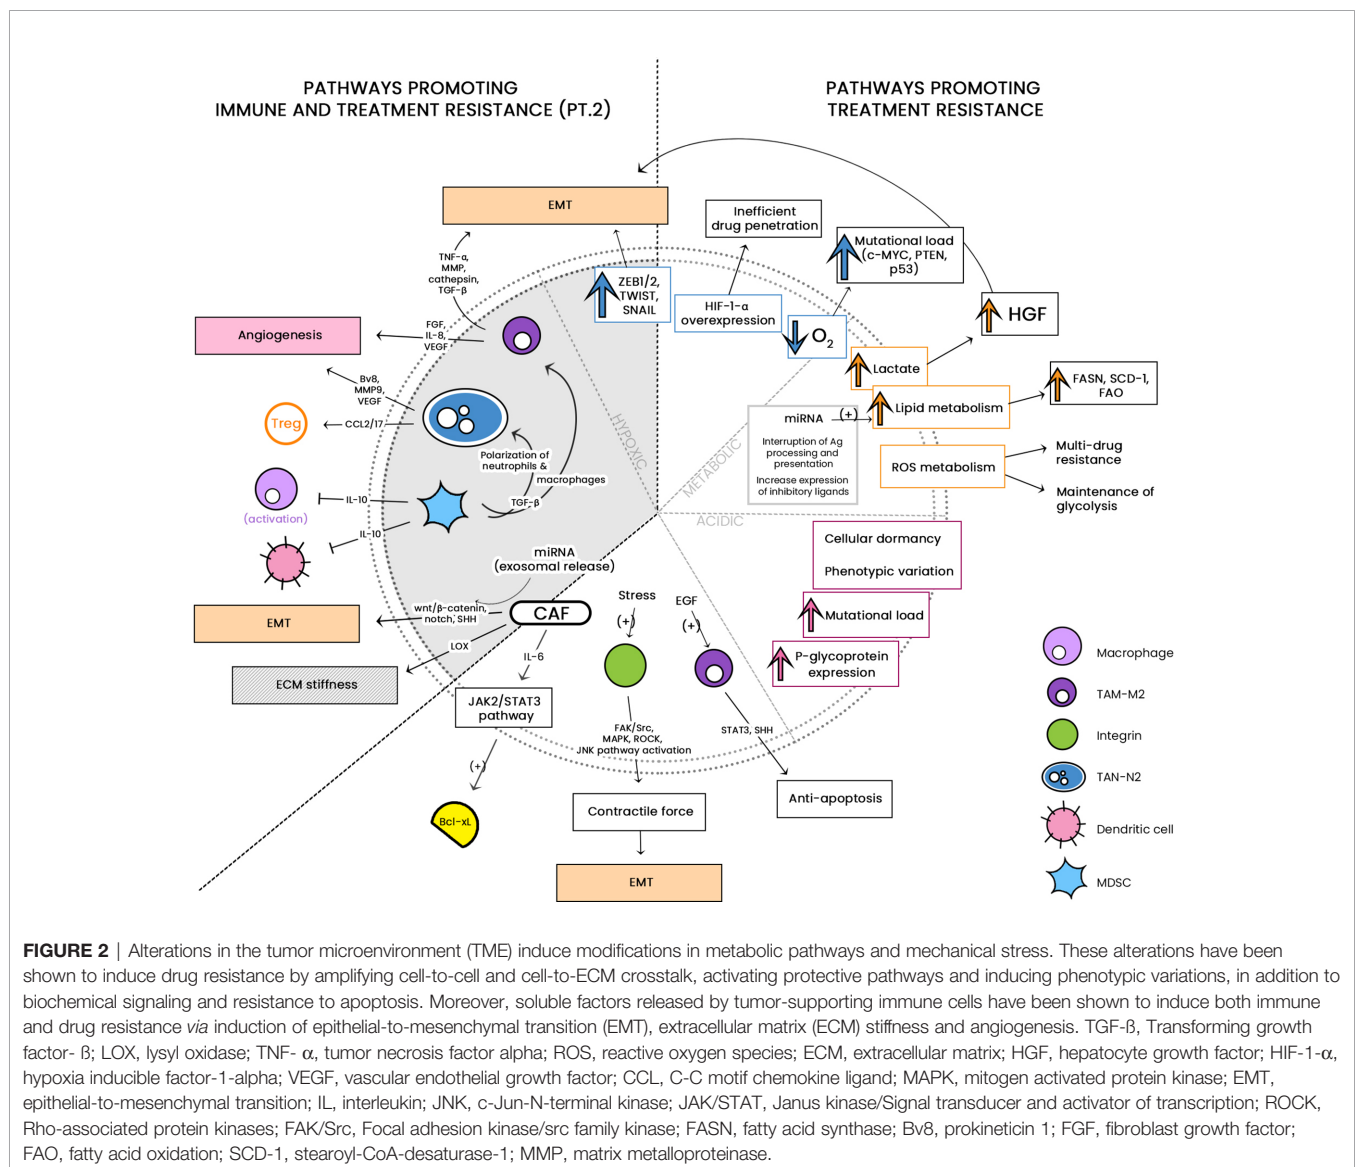 PATHWAYS PROMOTING
IMMUNE AND TREATMENT RESISTANCE (PT.2)
PATHWAYS PROMOTING
TREATMENT RESISTANCE
EMT
Inefficient
drug penetration
Mutational load
(c-MYC, PTEN,
p53)
TNF-α,
MMP,
cathepsin,
TGF-β
ZEB1/2,
TWIST,
SNAIL
HIF-1-α
overexpression
O2
HGF
Angiogenesis
FGF,
IL-8,
VEGF
Lactate
FASN, SCD-1,
FAO
Bv8,
MMP9,
VEGF
Lipid metabolism
miRNA
(+)
Interruption of Ag
processing and
presentation
Increase expression
of inhibitory ligands
Treg
CCL2/17
HYPOXIC
METABOLIC
ACIDIC
ROS metabolism
Multi-drug
resistance
Maintenance of
glycolysis
Polarization of
neutrophils &
macrophages
TGF-β
IL-10
(activation)
IL-10
Cellular dormancy
Phenotypic variation
miRNA
(exosomal release)
CAF
wnt/β-catenin,
notch, SHH
EMT
LOX
ECM stiffness
IL-6
JAK2/STAT3
pathway
(+)
Bcl-xL
Stress
(+)
EGF
(+)
Mutational load
P-glycoprotein
expression
FAK/Src,
MAPK, ROCK,
JNK pathway activation
STAT3, SHH
Contractile force
Anti-apoptosis
EMT
Macrophage
TAM-M2
Integrin
TAN-N2
Dendritic cell
MDSC
FIGURE 2 | Alterations in the tumor microenvironment (TME) induce modifications in metabolic pathways and mechanical stress. These alterations have been
shown to induce drug resistance by amplifying cell-to-cell and cell-to-ECM crosstalk, activating protective pathways and inducing phenotypic variations, in addition to
biochemical signaling and resistance to apoptosis. Moreover, soluble factors released by tumor-supporting immune cells have been shown to induce both immune
and drug resistance via induction of epithelial-to-mesenchymal transition (EMT), extracellular matrix (ECM) stiffness and angiogenesis. TGF-ß, Transforming growth
factor- ß; LOX, lysyl oxidase; TNF- α, tumor necrosis factor alpha; ROS, reactive oxygen species; ECM, extracellular matrix; HGF, hepatocyte growth factor; HIF-1-α,
hypoxia inducible factor-1-alpha; VEGF, vascular endothelial growth factor; CCL, C-C motif chemokine ligand; MAPK, mitogen activated protein kinase; EMT,
epithelial-to-mesenchymal transition; IL, interleukin; JNK, c-Jun-N-terminal kinase; JAK/STAT, Janus kinase/Signal transducer and activator of transcription; ROCK,
Rho-associated protein kinases; FAK/Src, Focal adhesion kinase/src family kinase; FASN, fatty acid synthase; Bv8, prokineticin 1; FGF, fibroblast growth factor;
FAO, fatty acid oxidation; SCD-1, stearoyl-CoA-desaturase-1; MMP, matrix metalloproteinase.